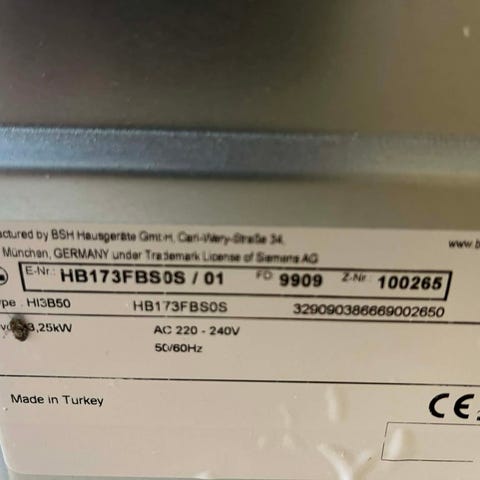 actured by BSH Hausgeräte GmbH, Carl-Wery-Straße 34,
München, GERMANY under Trademark License of Siemens AG
www.b
E-Nr.: HB173FBS0S / 01 FD 9909 Z-Nr. 100265
ype : HI3B50 HB173FBS0S 329090386669002650
3,25kW AC 220 - 240V
50/60Hz
Made in Turkey
CE